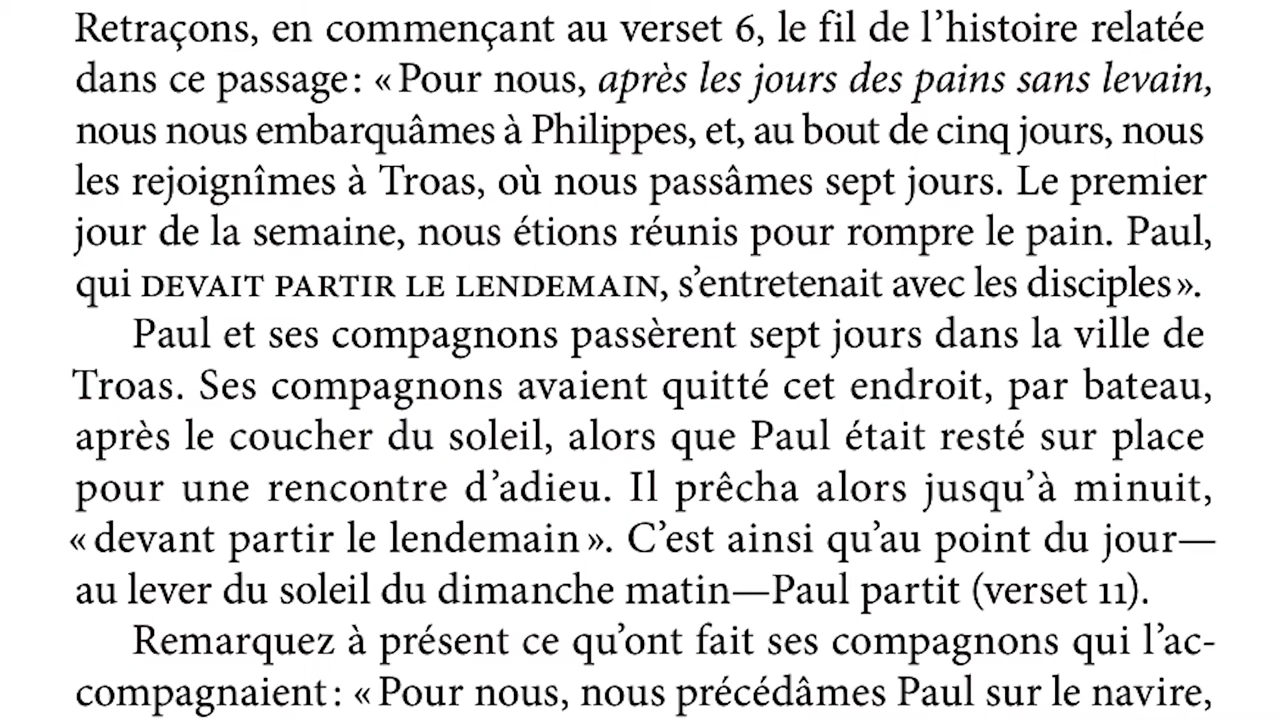 Retraçons, en commençant au verset 6, le fil de l’histoire relatée
dans ce passage : « Pour nous, après les jours des pains sans levain,
nous nous embarquâmes à Philippes, et, au bout de cinq jours, nous
les rejoignîmes à Troas, où nous passâmes sept jours. Le premier
jour de la semaine, nous étions réunis pour rompre le pain. Paul,
qui DEVAIT PARTIR LE LENDEMAIN, s’entretenait avec les disciples ».
Paul et ses compagnons passèrent sept jours dans la ville de
Troas. Ses compagnons avaient quitté cet endroit, par bateau,
après le coucher du soleil, alors que Paul était resté sur place
pour une rencontre d’adieu. Il prêcha alors jusqu’à minuit,
« devant partir le lendemain ». C’est ainsi qu’au point du jour—
au lever du soleil du dimanche matin—Paul partit (verset 11).
Remarquez à présent ce qu’ont fait ses compagnons qui l’ac-
compagnaient : « Pour nous, nous précédâmes Paul sur le navire,